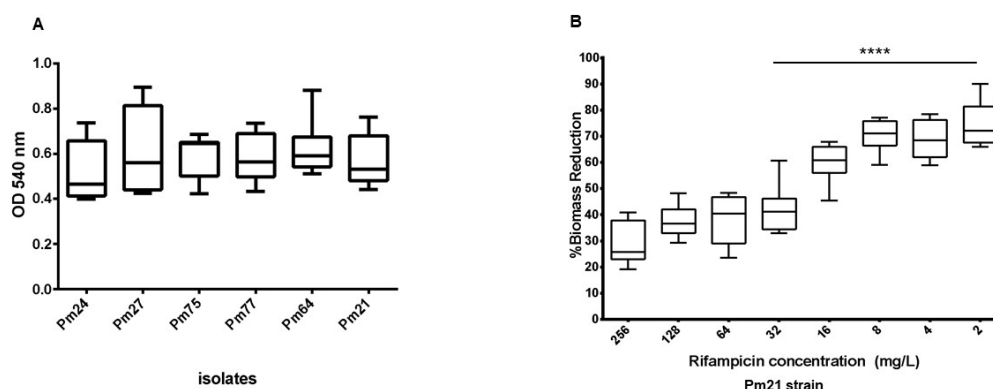 A
OD 540 nm
1.0
0.8
0.6
0.4
0.2
0.0
Pm24 Pm27 Pm75 Pm77 Pm64 Pm21
isolates
B
****
%Biomass Reduction
100
90
80
70
60
50
40
30
20
10
0
256 128 64 32 16 8 4 2
Rifampicin concentration (mg/L)
Pm21 strain